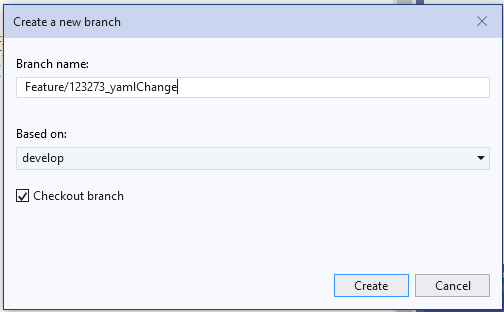 Create a new branch
Branch name:
Feature/123273_yamlChange
Based on:
develop
Checkout branch
Create
Cancel